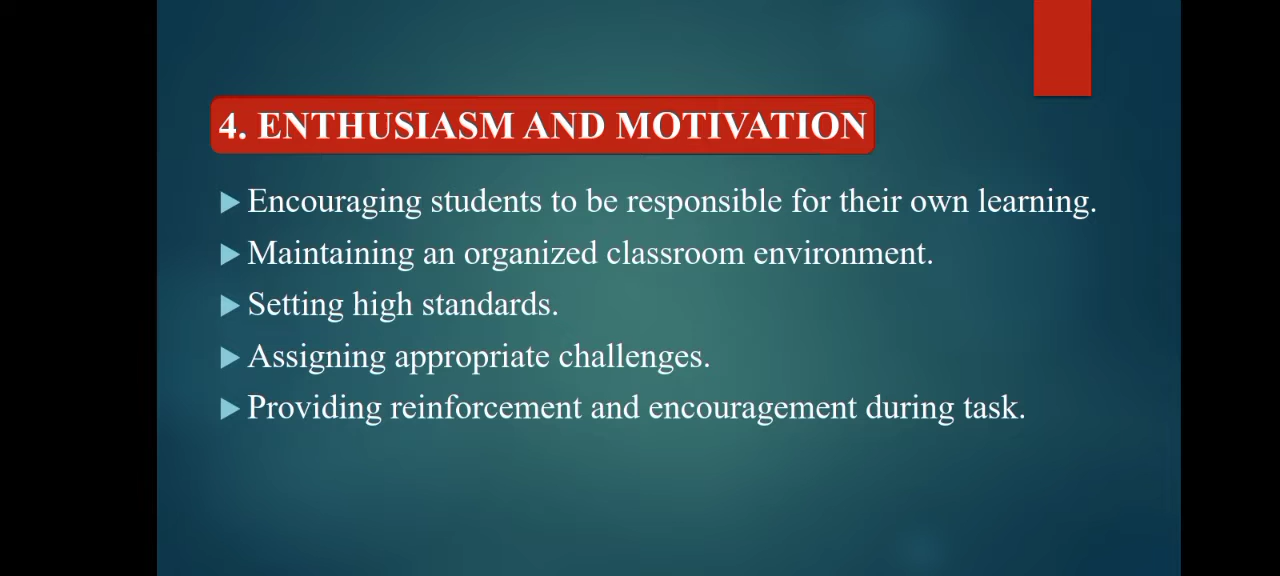 4. ENTHUSIASM AND MOTIVATION
Encouraging students to be responsible for their own learning.
Maintaining an organized classroom environment.
Setting high standards.
Assigning appropriate challenges.
Providing reinforcement and encouragement during task.